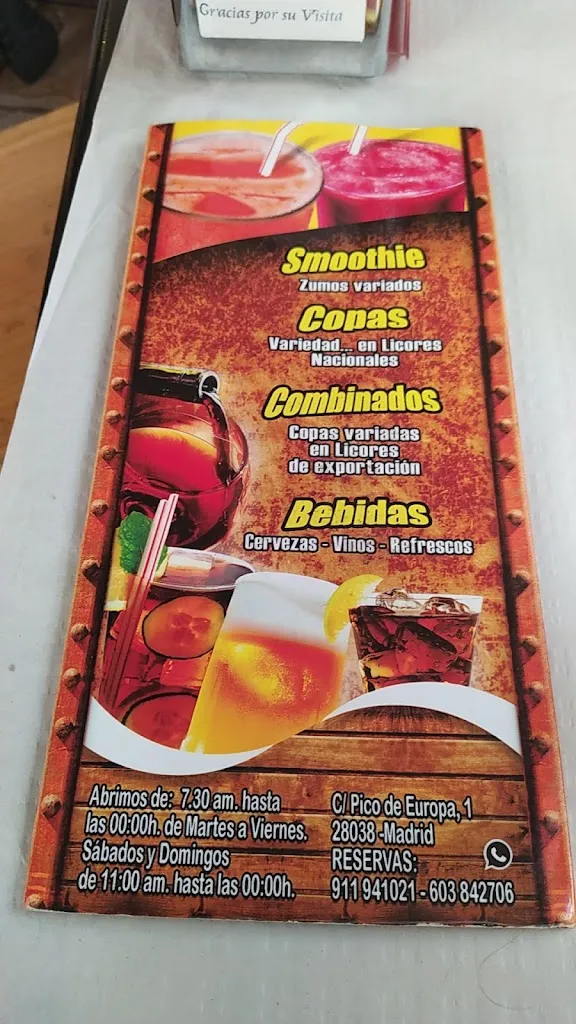 Gracias por su Visita
Smoothie
Zumos variados
Copas
Variedad... en Licores
Nacionales
Combinados
Copas variadas
en Licores
de exportación
Bebidas
Cervezas - Vinos - Refrescos
Abrimos de: 7.30 am. hasta
las 00:00h. de Martes a Viernes.
Sábados y Domingos
de 11:00 am. hasta las 00:00h.
C/ Pico de Europa, 1
28038 -Madrid
RESERVAS:
911 941021 - 603 842706